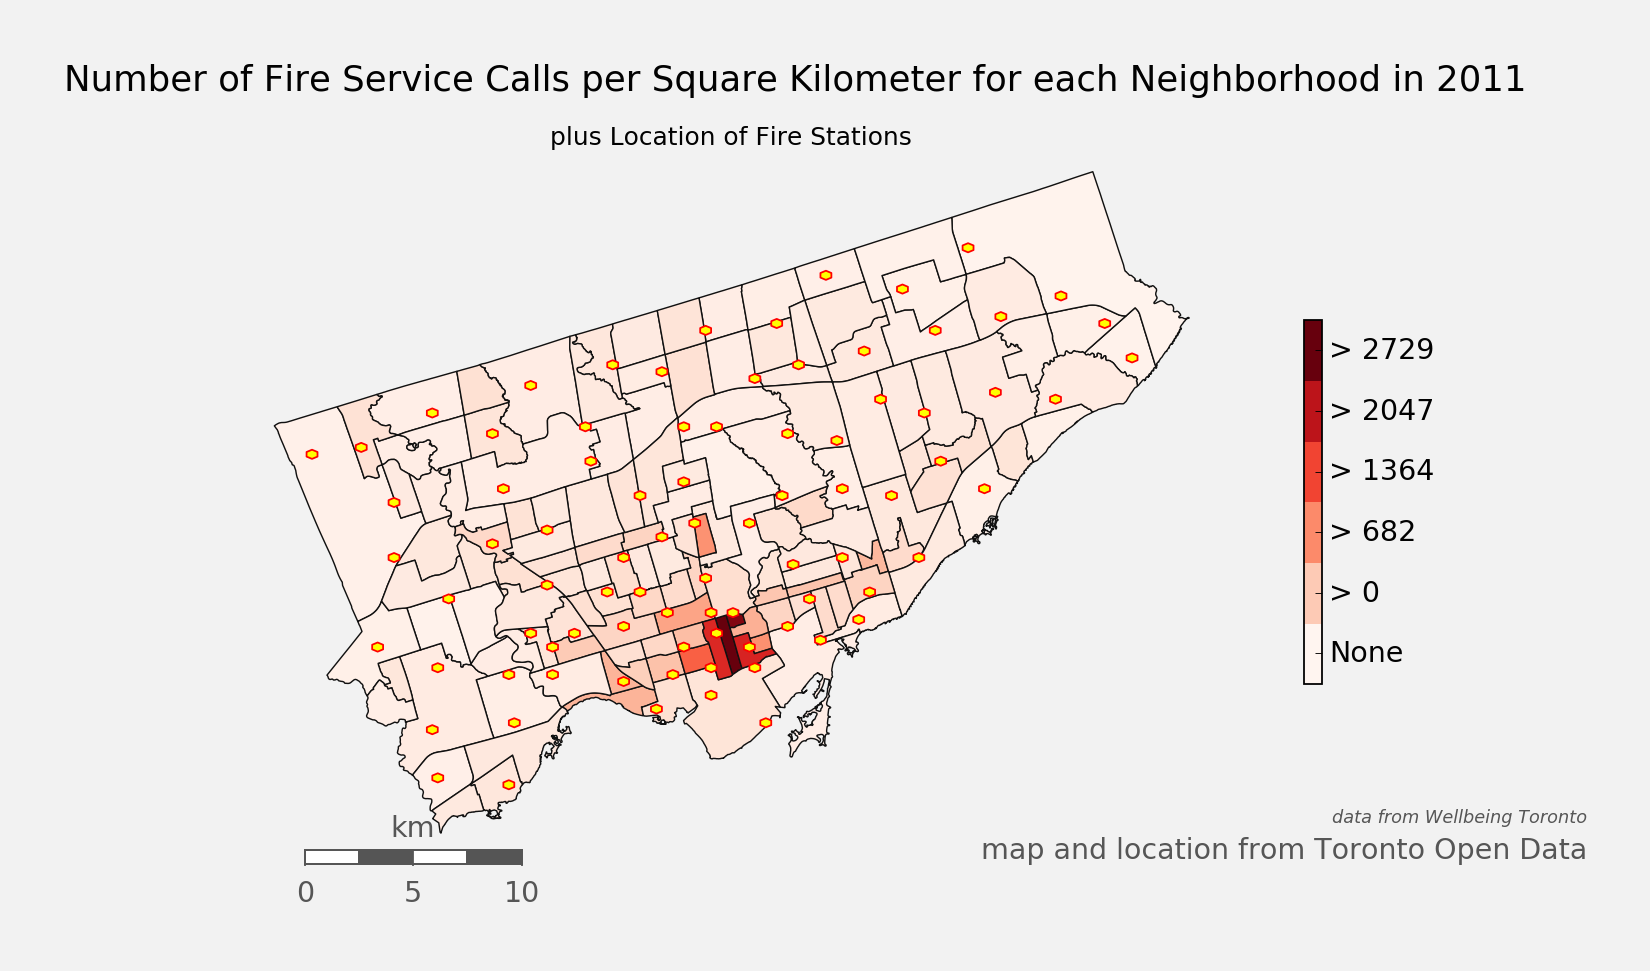 Number of Fire Service Calls per Square Kilometer for each Neighborhood in 2011
plus Location of Fire Stations
> 2729
> 2047
> 1364
> 682
> 0
None
data from Wellbeing Toronto
map and location from Toronto Open Data
km
0 5 10